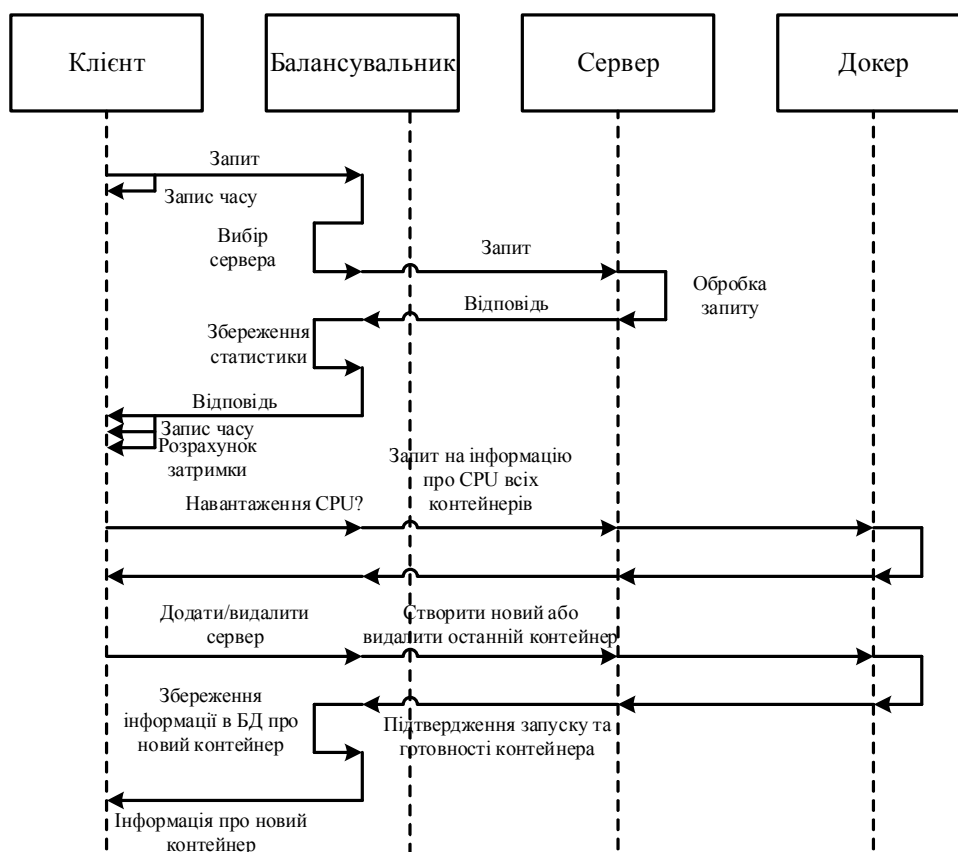 Клієнт
Балансувальник
Сервер
Докер
Запит
Запис часу
Вибір
сервера
Запит
Обробка
запиту
Відповідь
Збереження
статистики
Відповідь
Запис часу
Розрахунок
затримки
Запит на інформацію
про CPU всіх
контейнерів
Навантаження CPU?
Додати/видалити
сервер
Створити новий або
видалити останній контейнер
Збереження
інформації в БД про
новий контейнер
Підтвердження запуску та
готовності контейнера
Інформація про новий
контейнер